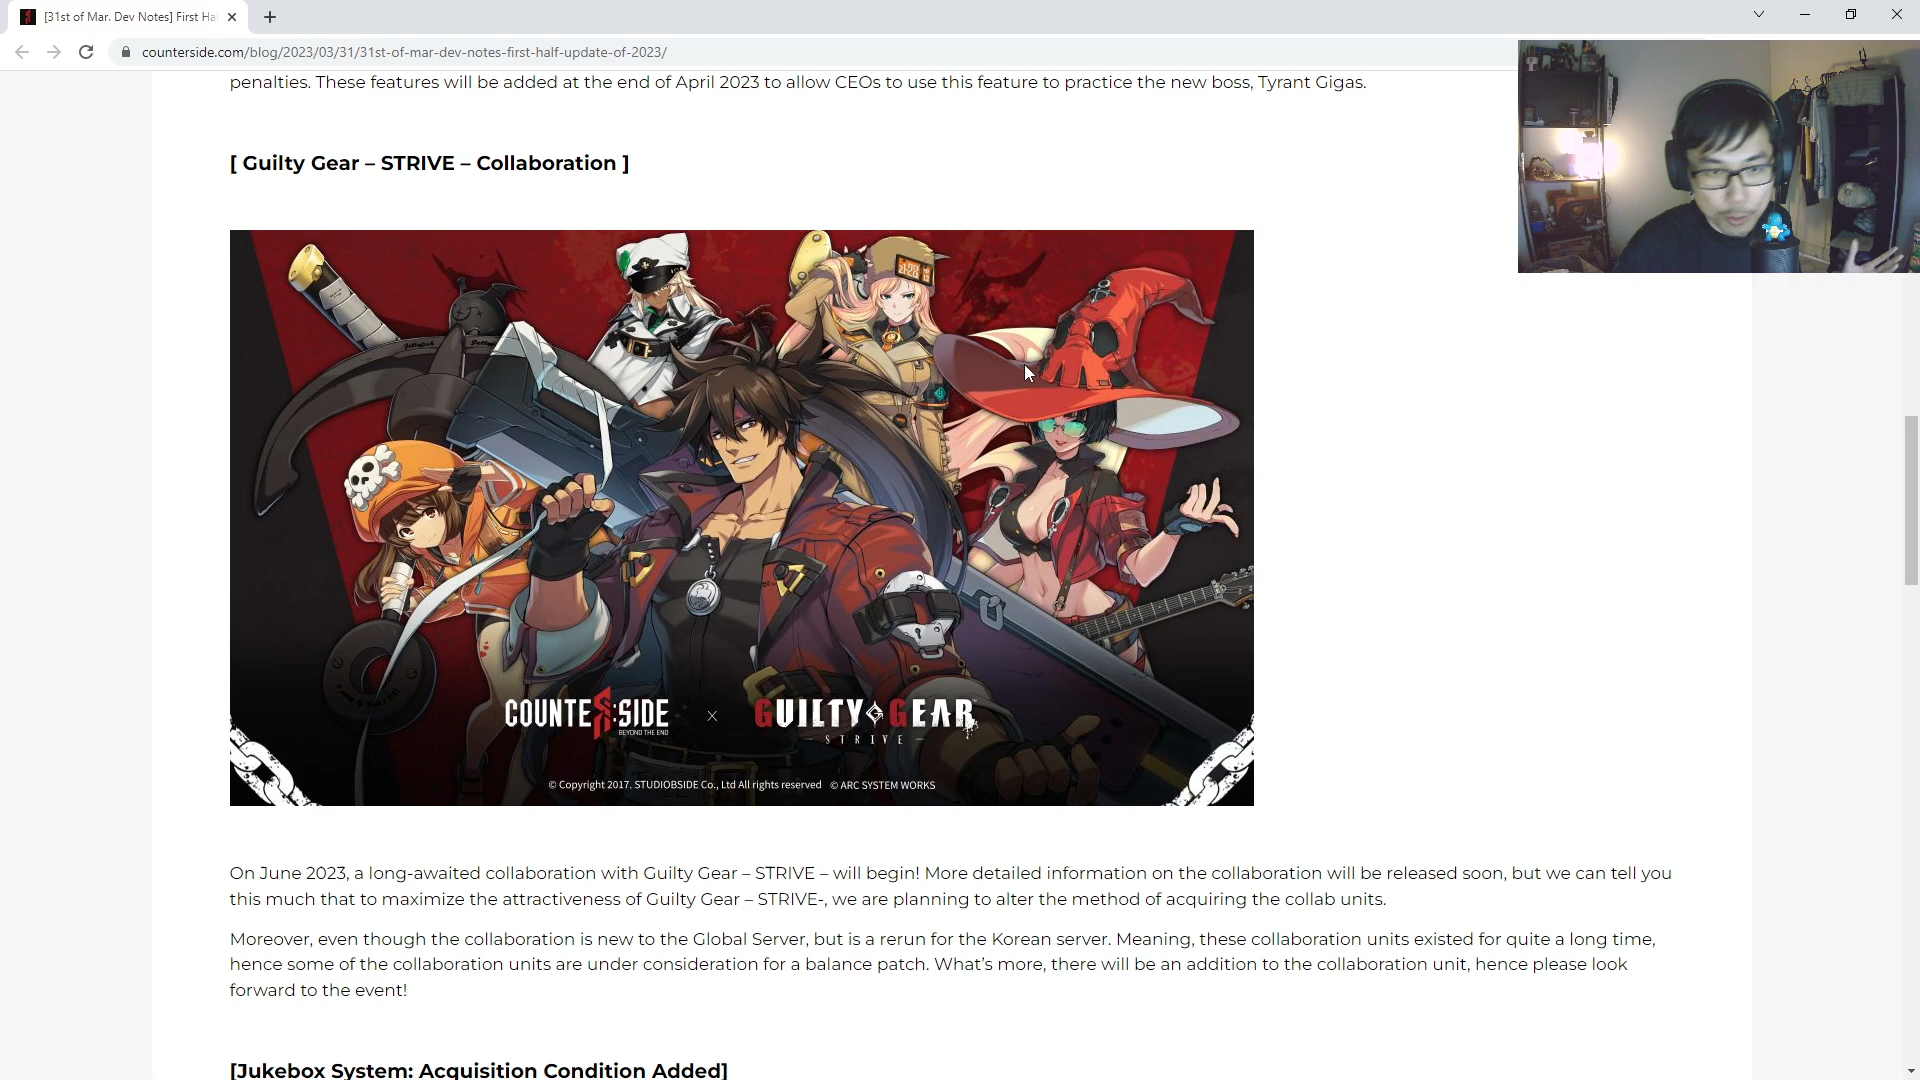 [31st of Mar. Dev Notes] First Ha
counterside.com/blog/2023/03/31/31st-of-mar-dev-notes-first-half-update-of-2023/
penalties. These features will be added at the end of April 2023 to allow CEOs to use this feature to practice the new boss, Tyrant Gigas.
[ Guilty Gear – STRIVE – Collaboration ]
COUNTER:SIDE
BEYOND THE END
X
GUILTY GEAR
STRIVE
© Copyright 2017. STUDIOBSIDE Co., Ltd All rights reserved © ARC SYSTEM WORKS
On June 2023, a long-awaited collaboration with Guilty Gear – STRIVE – will begin! More detailed information on the collaboration will be released soon, but we can tell you
this much that to maximize the attractiveness of Guilty Gear – STRIVE-, we are planning to alter the method of acquiring the collab units.
Moreover, even though the collaboration is new to the Global Server, but is a rerun for the Korean server. Meaning, these collaboration units existed for quite a long time,
hence some of the collaboration units are under consideration for a balance patch. What's more, there will be an addition to the collaboration unit, hence please look
forward to the event!
[Jukebox System: Acquisition Condition Added]